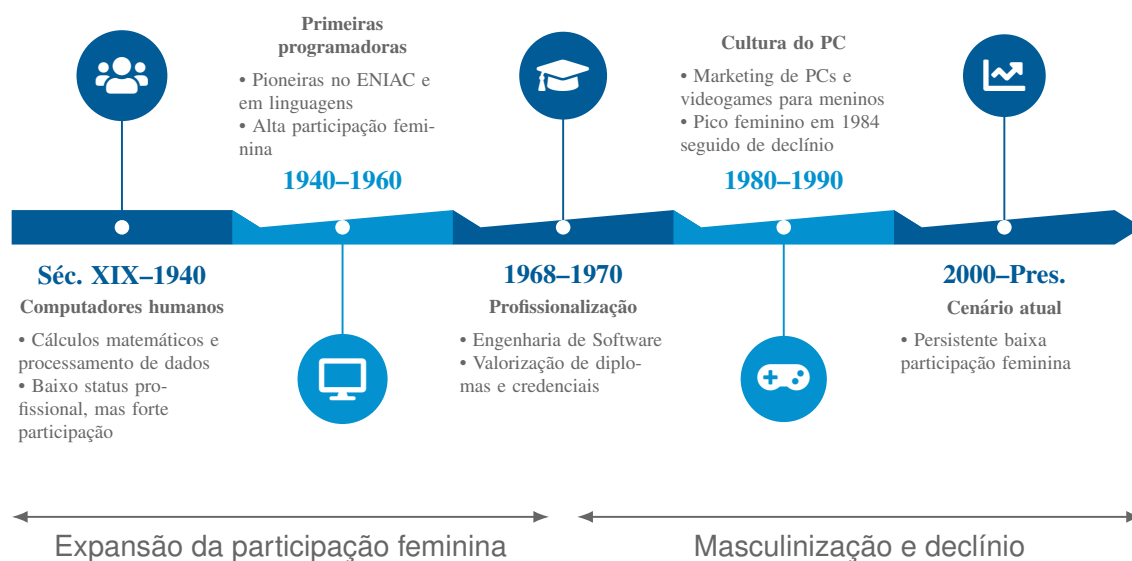 Primeiras
programadoras
• Pioneiras no ENIAC e
em linguagens
• Alta participação femi-
nina
1940–1960
Cultura do PC
• Marketing de PCs e
videogames para meninos
• Pico feminino em 1984
seguido de declínio
1980–1990
Séc. XIX–1940
Computadores humanos
• Cálculos matemáticos e
processamento de dados
• Baixo status pro-
fissional, mas forte
participação
1968–1970
Profissionalização
• Engenharia de Software
• Valorização de diplo-
mas e credenciais
2000–Pres.
Cenário atual
• Persistente baixa
participação feminina
Expansão da participação feminina
Masculinização e declínio